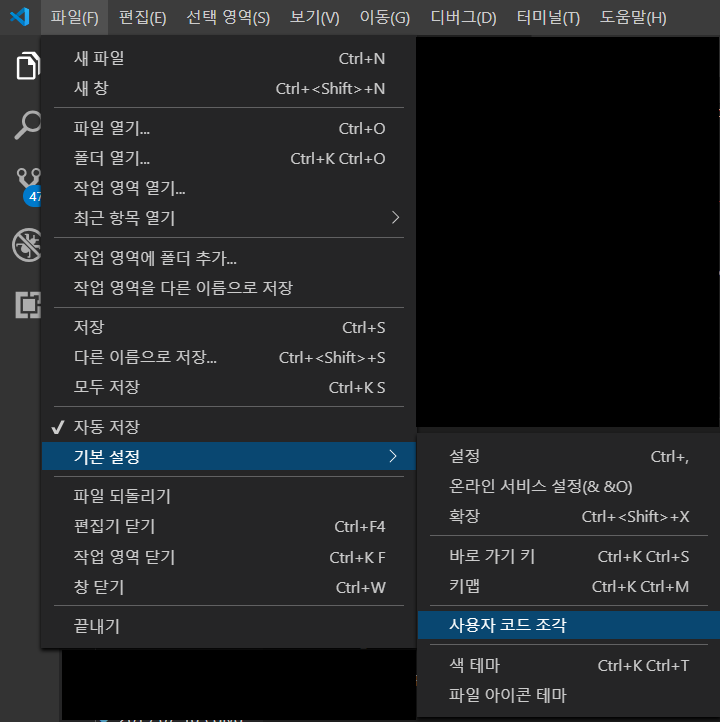 파일(F) 편집(E) 선택 영역(S) 보기(V) 이동(G) 디버그(D) 터미널(T) 도움말(H)
새 파일 Ctrl+N
새 창 Ctrl+<Shift>+N
파일 열기... Ctrl+O
폴더 열기... Ctrl+K Ctrl+O
작업 영역 열기...
최근 항목 열기
작업 영역에 폴더 추가...
작업 영역을 다른 이름으로 저장
저장 Ctrl+S
다른 이름으로 저장... Ctrl+<Shift>+S
모두 저장 Ctrl+K S
자동 저장
기본 설정
파일 되돌리기
편집기 닫기 Ctrl+F4
작업 영역 닫기 Ctrl+K F
창 닫기 Ctrl+W
끝내기
47
설정 Ctrl+,
온라인 서비스 설정(& &O)
확장 Ctrl+<Shift>+X
바로 가기 키 Ctrl+K Ctrl+S
키맵 Ctrl+K Ctrl+M
사용자 코드 조각
색 테마 Ctrl+K Ctrl+T
파일 아이콘 테마